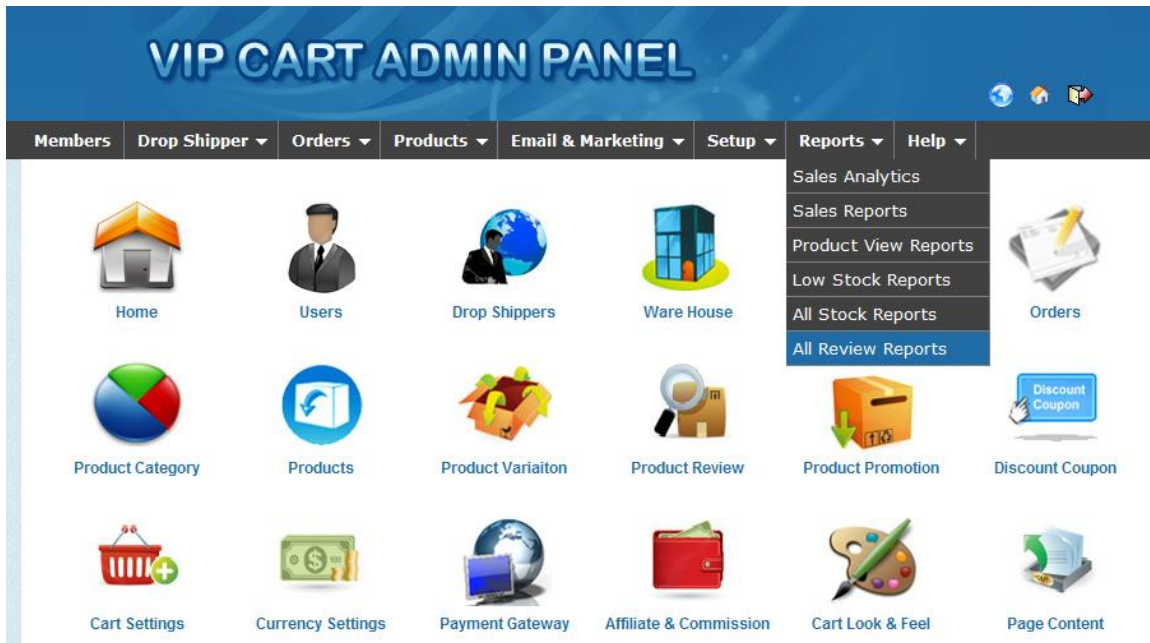 VIP CART ADMIN PANEL
Members Drop Shipper Orders Products Email & Marketing Setup Reports Help
Sales Analytics
Sales Reports
Product View Reports
Low Stock Reports
All Stock Reports
All Review Reports
Home Users Drop Shippers Ware House Orders
Discount
Coupon
Product Category Products Product Variaiton Product Review Product Promotion Discount Coupon
Cart Settings Currency Settings Payment Gateway Affiliate & Commission Cart Look & Feel Page Content